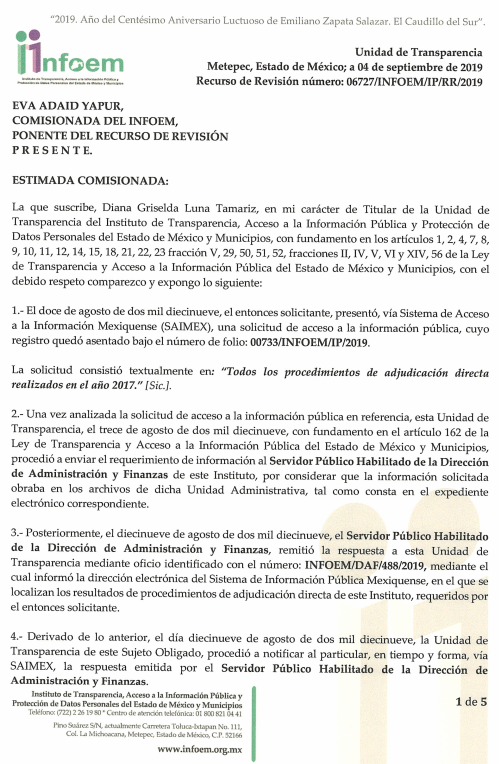 "2019. Año del Centésimo Aniversario Luctuoso de Emiliano Zapata Salazar. El Caudillo del Sur".
infoem
Instituto de Transparencia, Acceso a la Información Pública y
Protección de Datos Personales del Estado de México y Municipios
Unidad de Transparencia
Metepec, Estado de México; a 04 de septiembre de 2019
Recurso de Revisión número: 06727/INFOEM/IP/RR/2019
EVA ADAID YAPUR,
COMISIONADA DEL INFOEM,
PONENTE DEL RECURSO DE REVISIÓN
P R E S E N T E.
ESTIMADA COMISIONADA:
La que suscribe, Diana Griselda Luna Tamariz, en mi carácter de Titular de la Unidad de
Transparencia del Instituto de Transparencia, Acceso a la Información Pública y Protección de
Datos Personales del Estado de México y Municipios, con fundamento en los artículos 1, 2, 4, 7, 8,
9, 10, 11, 12, 14, 15, 18, 21, 22, 23 fracción V, 29, 50, 51, 52, fracciones II, IV, V, VI y XIV, 56 de la Ley
de Transparencia y Acceso a la Información Pública del Estado de México y Municipios, con el
debido respeto comparezco y expongo lo siguiente:
1.- El doce de agosto de dos mil diecinueve, el entonces solicitante, presentó, vía Sistema de Acceso
a la Información Mexiquense (SAIMEX), una solicitud de acceso a la información pública, cuyo
registro quedó asentado bajo el número de folio: 00733/INFOEM/IP/2019.
La solicitud consistió textualmente en: "Todos los procedimientos de adjudicación directa
realizados en el año 2017." [Sic.].
2.- Una vez analizada la solicitud de acceso a la información pública en referencia, esta Unidad de
Transparencia, el trece de agosto de dos mil diecinueve, con fundamento en el artículo 162 de la
Ley de Transparencia y Acceso a la Información Pública del Estado de México y Municipios,
procedió a enviar el requerimiento de información al Servidor Público Habilitado de la Dirección
de Administración y Finanzas de este Instituto, por considerar que la información solicitada
obraba en los archivos de dicha Unidad Administrativa, tal como consta en el expediente
electrónico correspondiente.
3.- Posteriormente, el diecinueve de agosto de dos mil diecinueve, el Servidor Público Habilitado
de la Dirección de Administración y Finanzas, remitió la respuesta a esta Unidad de
Transparencia mediante oficio identificado con el número: INFOEM/DAF/488/2019, mediante el
cual informó la dirección electrónica del Sistema de Información Pública Mexiquense, en el que se
localizan los resultados de procedimientos de adjudicación directa de este Instituto, requeridos por
el entonces solicitante.
4.- Derivado de lo anterior, el día diecinueve de agosto de dos mil diecinueve, la Unidad de
Transparencia de este Sujeto Obligado, procedió a notificar al particular, en tiempo y forma, vía
SAIMEX, la respuesta emitida por el Servidor Público Habilitado de la Dirección de
Administración y Finanzas.
Instituto de Transparencia, Acceso a la Información Pública y
Protección de Datos Personales del Estado de México y Municipios
Teléfono: (722) 2 26 19 80 * Centro de atención telefónica: 01 800 821 04 41
Pino Suárez S/N, actualmente Carretera Toluca-Ixtapan No. 111,
Col. La Michoacana, Metepec, Estado de México, C.P. 52166
www.infoem.org.mx
1 de 5